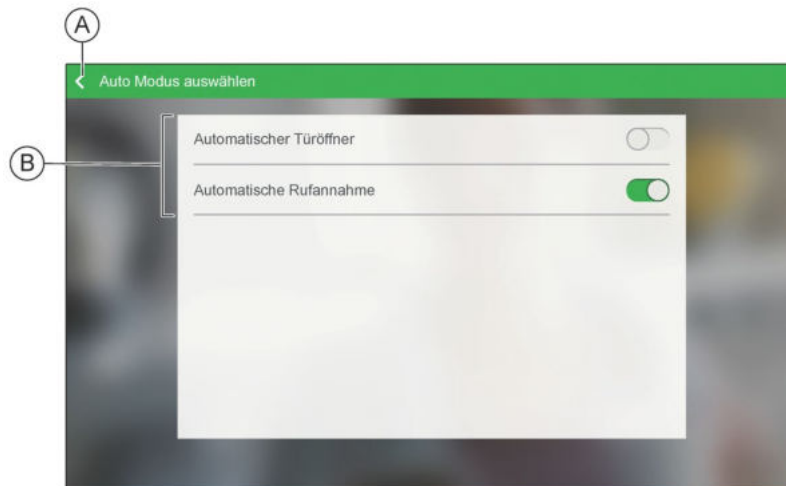 A
Auto Modus auswählen
Automatischer Türöffner
B
Automatische Rufannahme